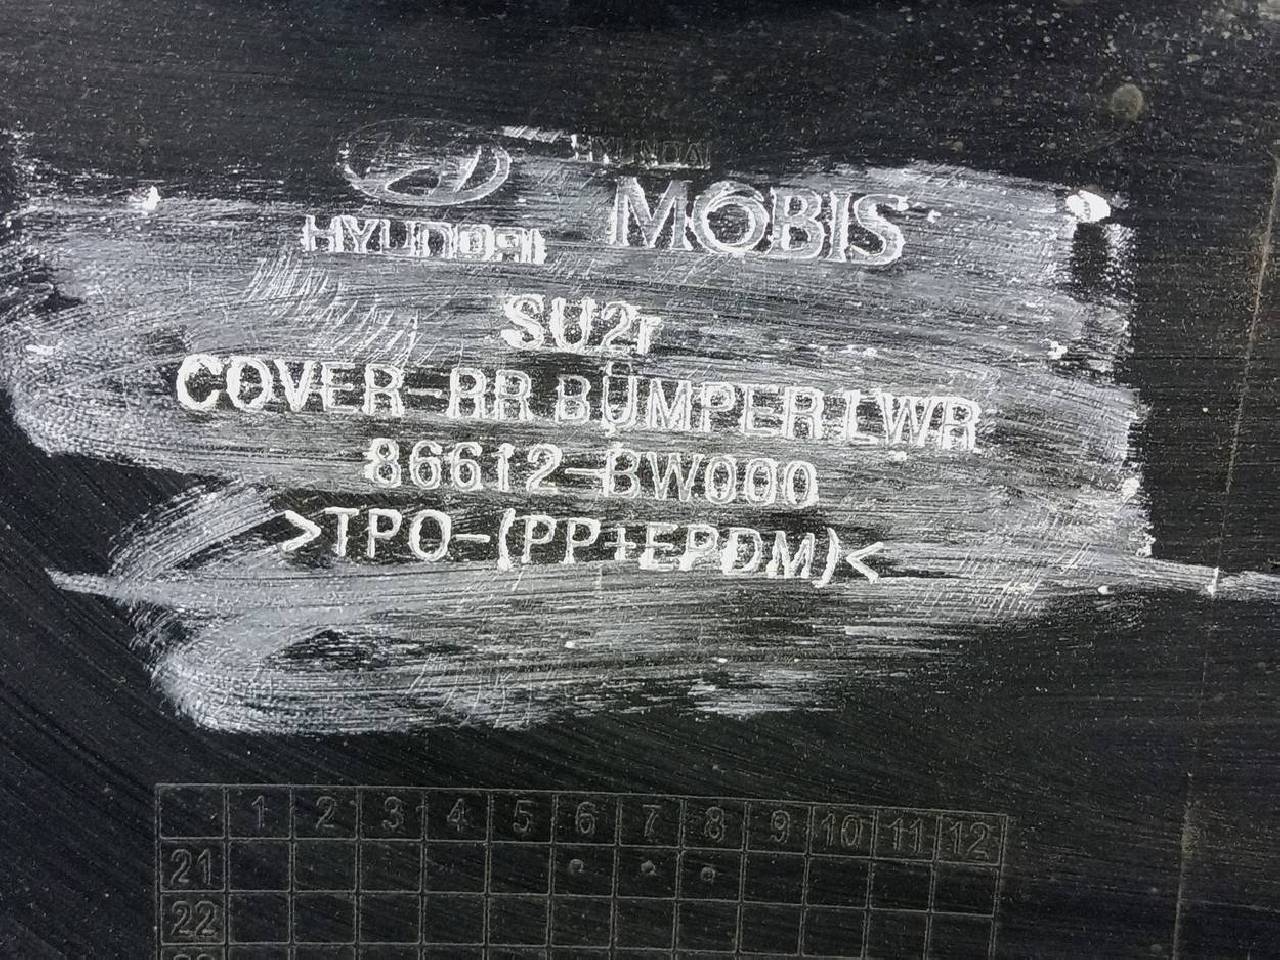 HYUNDAI
HYUNDAI MOBIS
SU2r
COVER-RR BUMPER LWR
86612-BW000
>TPO-(PP+EPDM)<
1 2 3 4 5 6 7 8 9 10 11 12
21
22